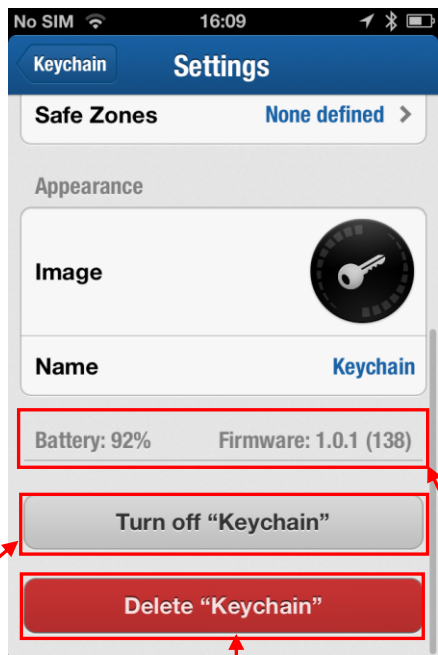 No SIM 16:09
Keychain Settings
Safe Zones None defined >
Appearance
Image
Name Keychain
Battery: 92% Firmware: 1.0.1 (138)
Turn off “Keychain”
Delete “Keychain”